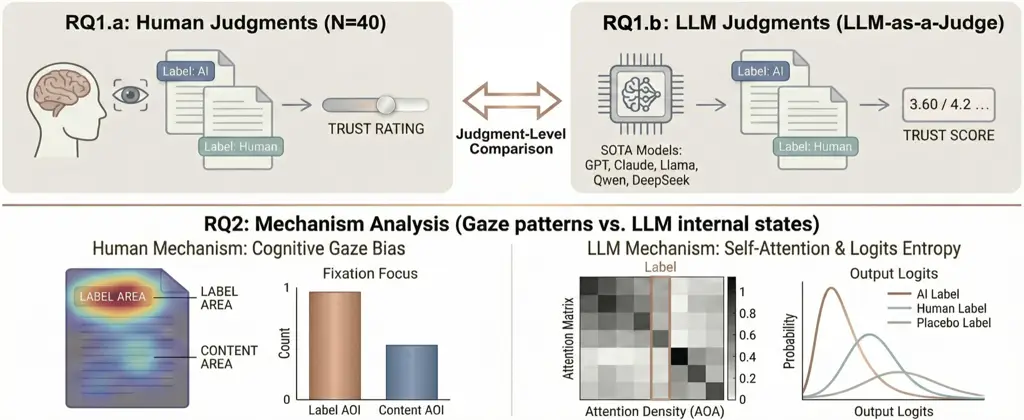 RQ1.a: Human Judgments (N=40)
Label: AI
Label: Human
TRUST RATING
Judgment-Level
Comparison
RQ1.b: LLM Judgments (LLM-as-a-Judge)
SOTA Models:
GPT, Claude, Llama,
Qwen, DeepSeek
Label: AI
Label: Human
3.60 / 4.2 ...
TRUST SCORE
RQ2: Mechanism Analysis (Gaze patterns vs. LLM internal states)
Human Mechanism: Cognitive Gaze Bias
LABEL AREA
LABEL
AREA
CONTENT
AREA
Fixation Focus
1
Count
0
Label AOI
Content AOI
LLM Mechanism: Self-Attention & Logits Entropy
Label
Attention Matrix
1
0.8
0.6
0.4
0.2
0
Attention Density (AOA)
Output Logits
AI Label
Human Label
Placebo Label
Probability
Output Logits